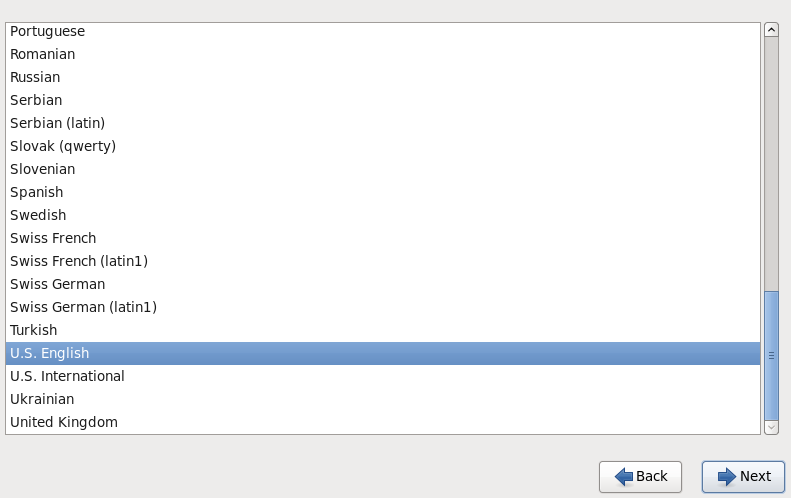 Portuguese
Romanian
Russian
Serbian
Serbian (latin)
Slovak (qwerty)
Slovenian
Spanish
Swedish
Swiss French
Swiss French (latin1)
Swiss German
Swiss German (latin1)
Turkish
U.S. English
U.S. International
Ukrainian
United Kingdom
Back Next